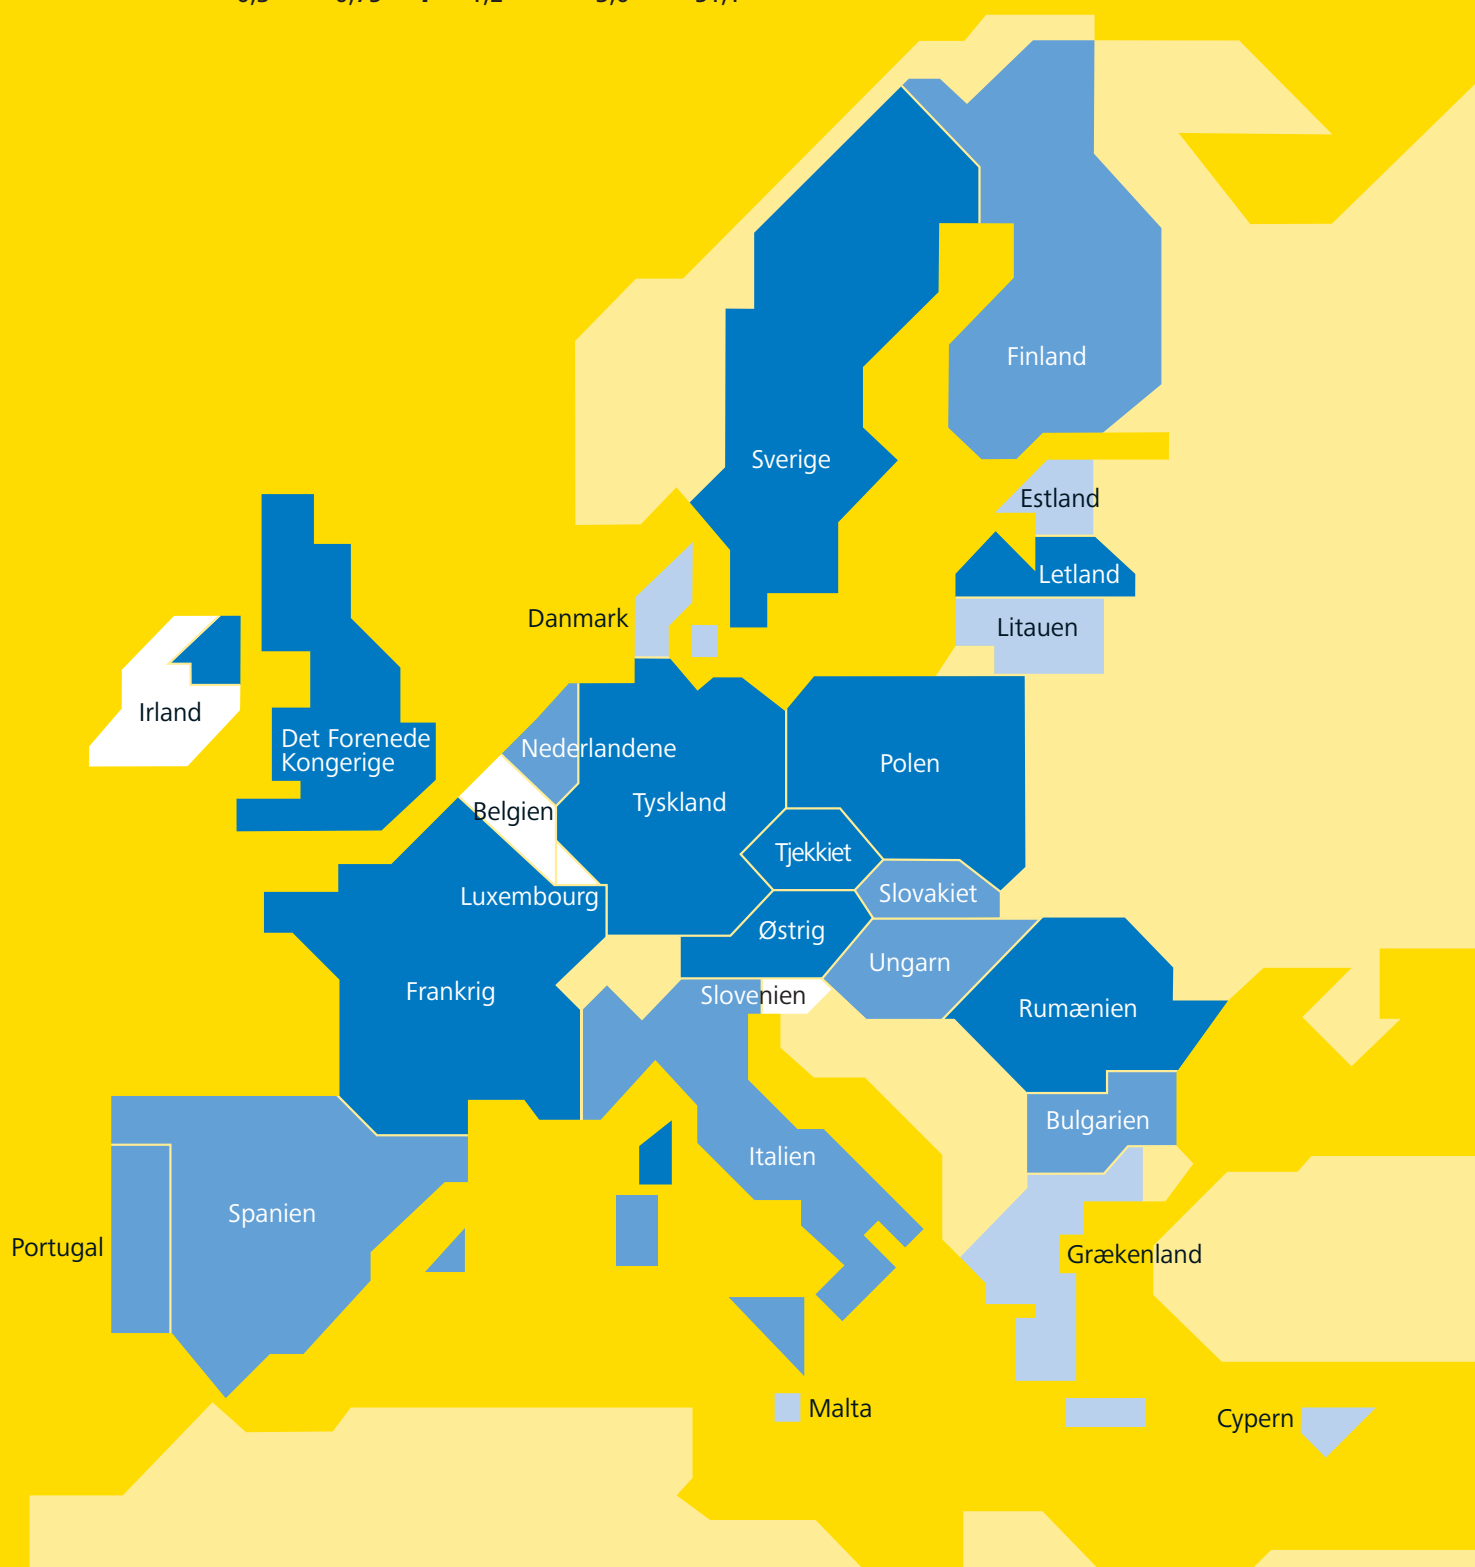 Finland
Sverige
Estland
Letland
Danmark
Litauen
Irland
Det Forenede
Kongerige
Nederlandene
Polen
Tyskland
Belgien
Tjekkiet
Slovakiet
Luxembourg
Østrig
Ungarn
Frankrig
Slovenien
Rumænien
Bulgarien
Italien
Spanien
Portugal
Grækenland
Malta
Cypern